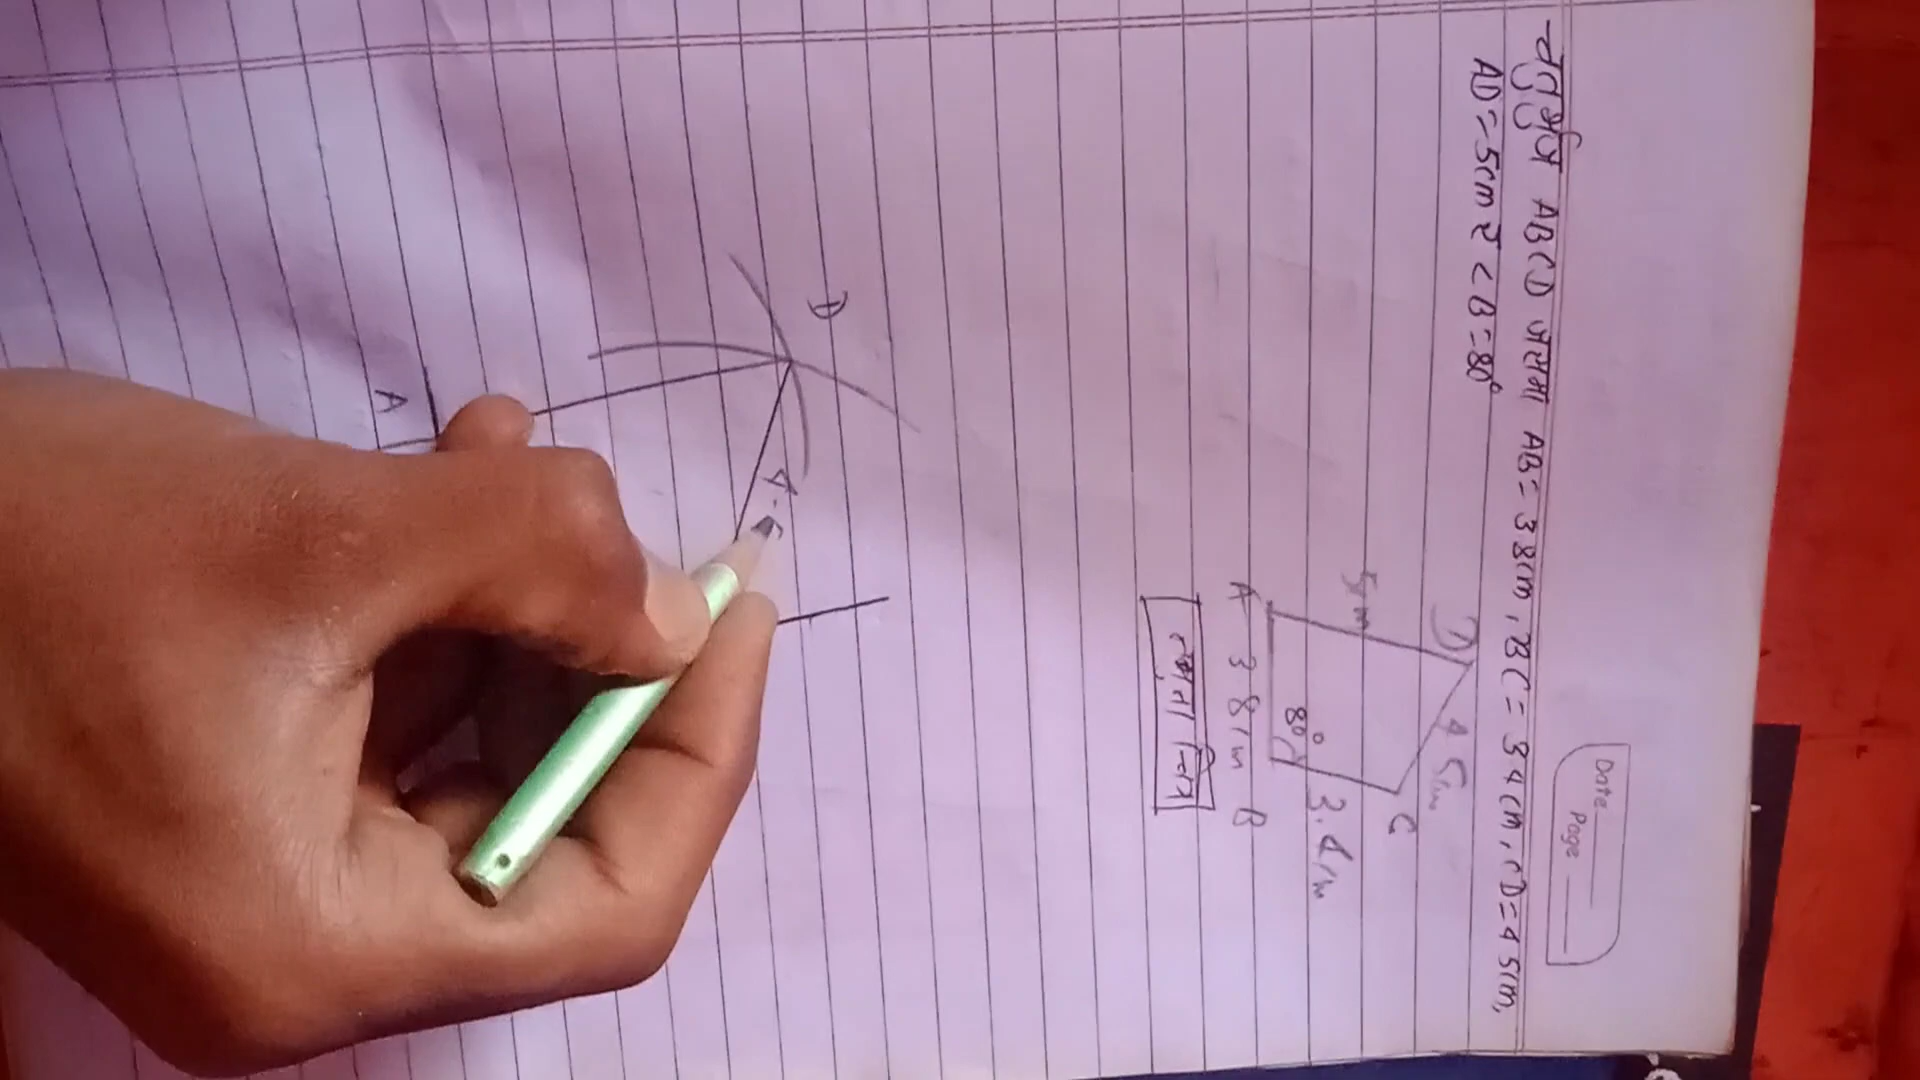 Date
Page
चतुर्भुज ABCD जसमा AB = 3.8cm, BC = 3.4cm, CD = 4.5cm,
AD = 5cm र <B = 80°
D
4.5cm
C
5cm
80°
3.4cm
A 3.8cm B
D
4.5
A